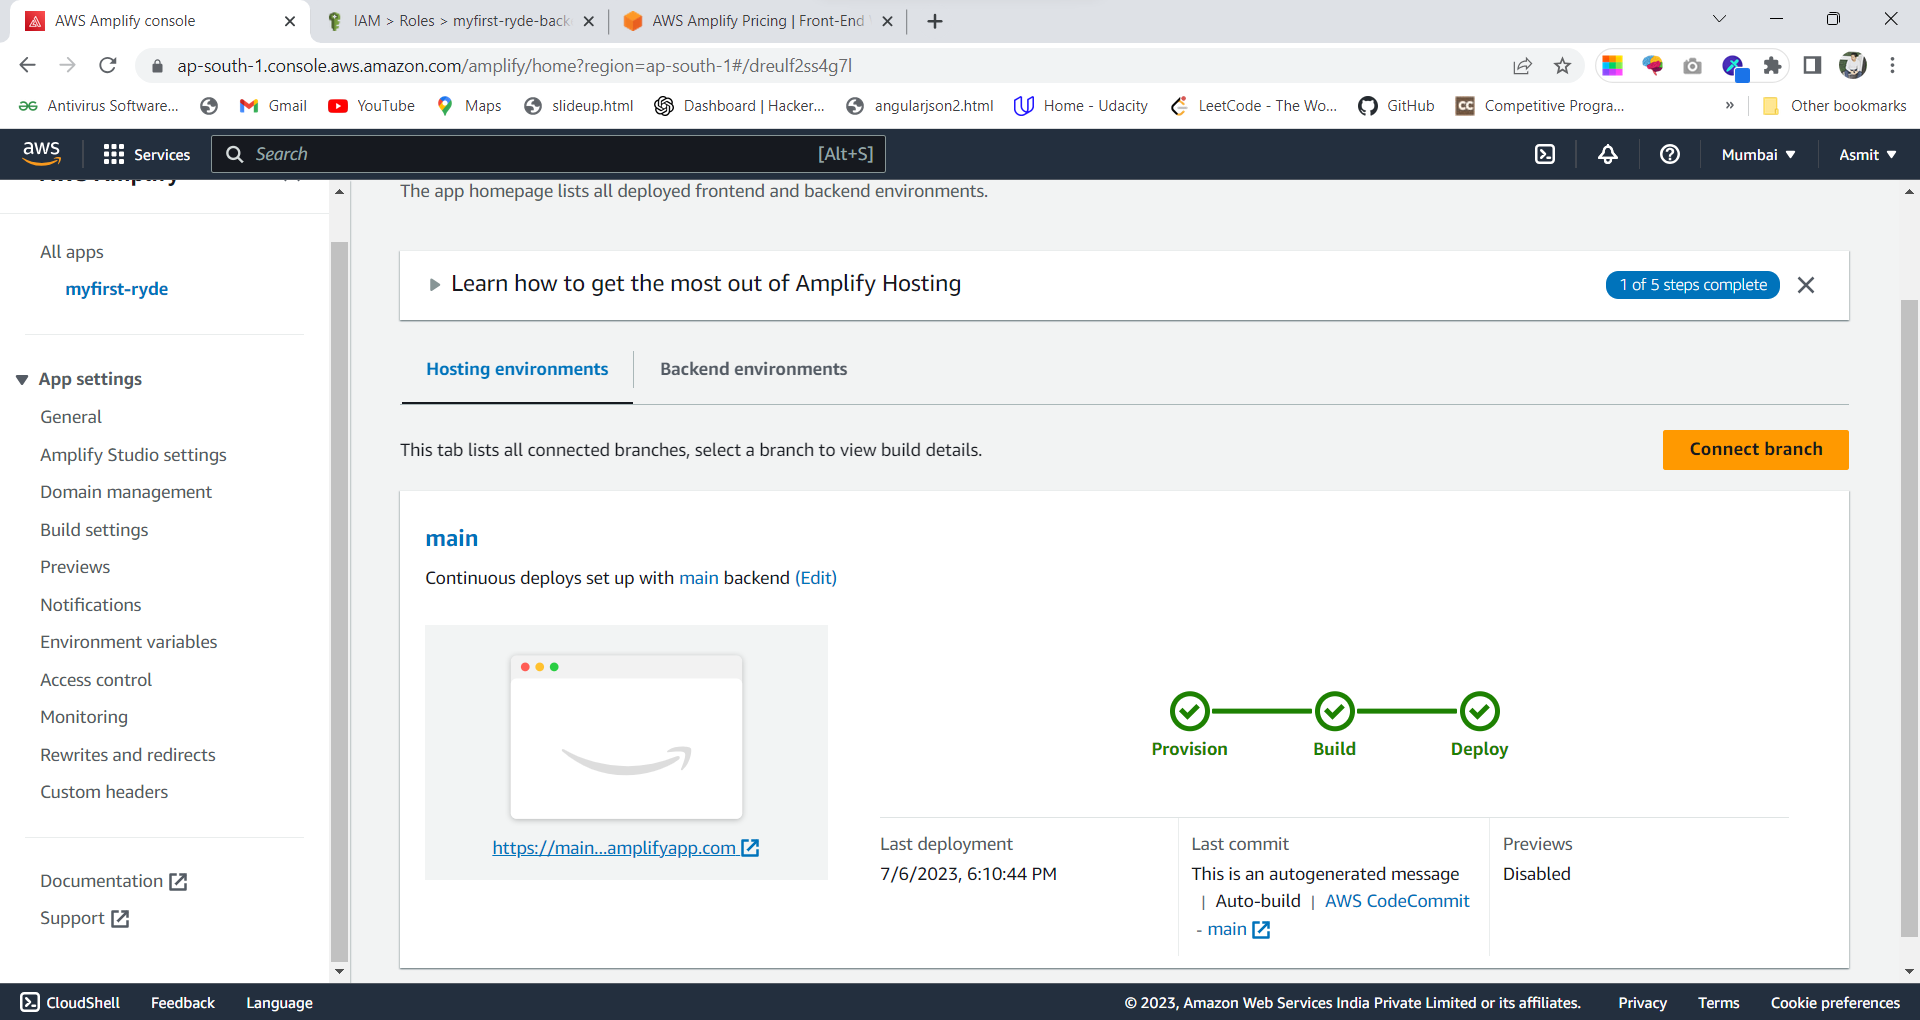 AWS Amplify console
IAM > Roles > myfirst-ryde-back
AWS Amplify Pricing | Front-End
ap-south-1.console.aws.amazon.com/amplify/home?region=ap-south-1#/dreulf2ss4g7l
Antivirus Software...
Gmail
YouTube
Maps
slideup.html
Dashboard | Hacker...
angularjson2.html
Home - Udacity
LeetCode - The Wo...
GitHub
CC
Competitive Progra...
»
Other bookmarks
aws
Services
Search
[Alt+S]
Mumbai
Asmit
AWS Amplify
The app homepage lists all deployed frontend and backend environments.
All apps
myfirst-ryde
App settings
General
Amplify Studio settings
Domain management
Build settings
Previews
Notifications
Environment variables
Access control
Monitoring
Rewrites and redirects
Custom headers
Documentation
Support
Learn how to get the most out of Amplify Hosting
1 of 5 steps complete
Hosting environments
Backend environments
This tab lists all connected branches, select a branch to view build details.
Connect branch
main
Continuous deploys set up with main backend (Edit)
https://main...amplifyapp.com
Provision
Build
Deploy
Last deployment
7/6/2023, 6:10:44 PM
Last commit
This is an autogenerated message
| Auto-build | AWS CodeCommit
- main
Previews
Disabled
CloudShell
Feedback
Language
© 2023, Amazon Web Services India Private Limited or its affiliates.
Privacy
Terms
Cookie preferences